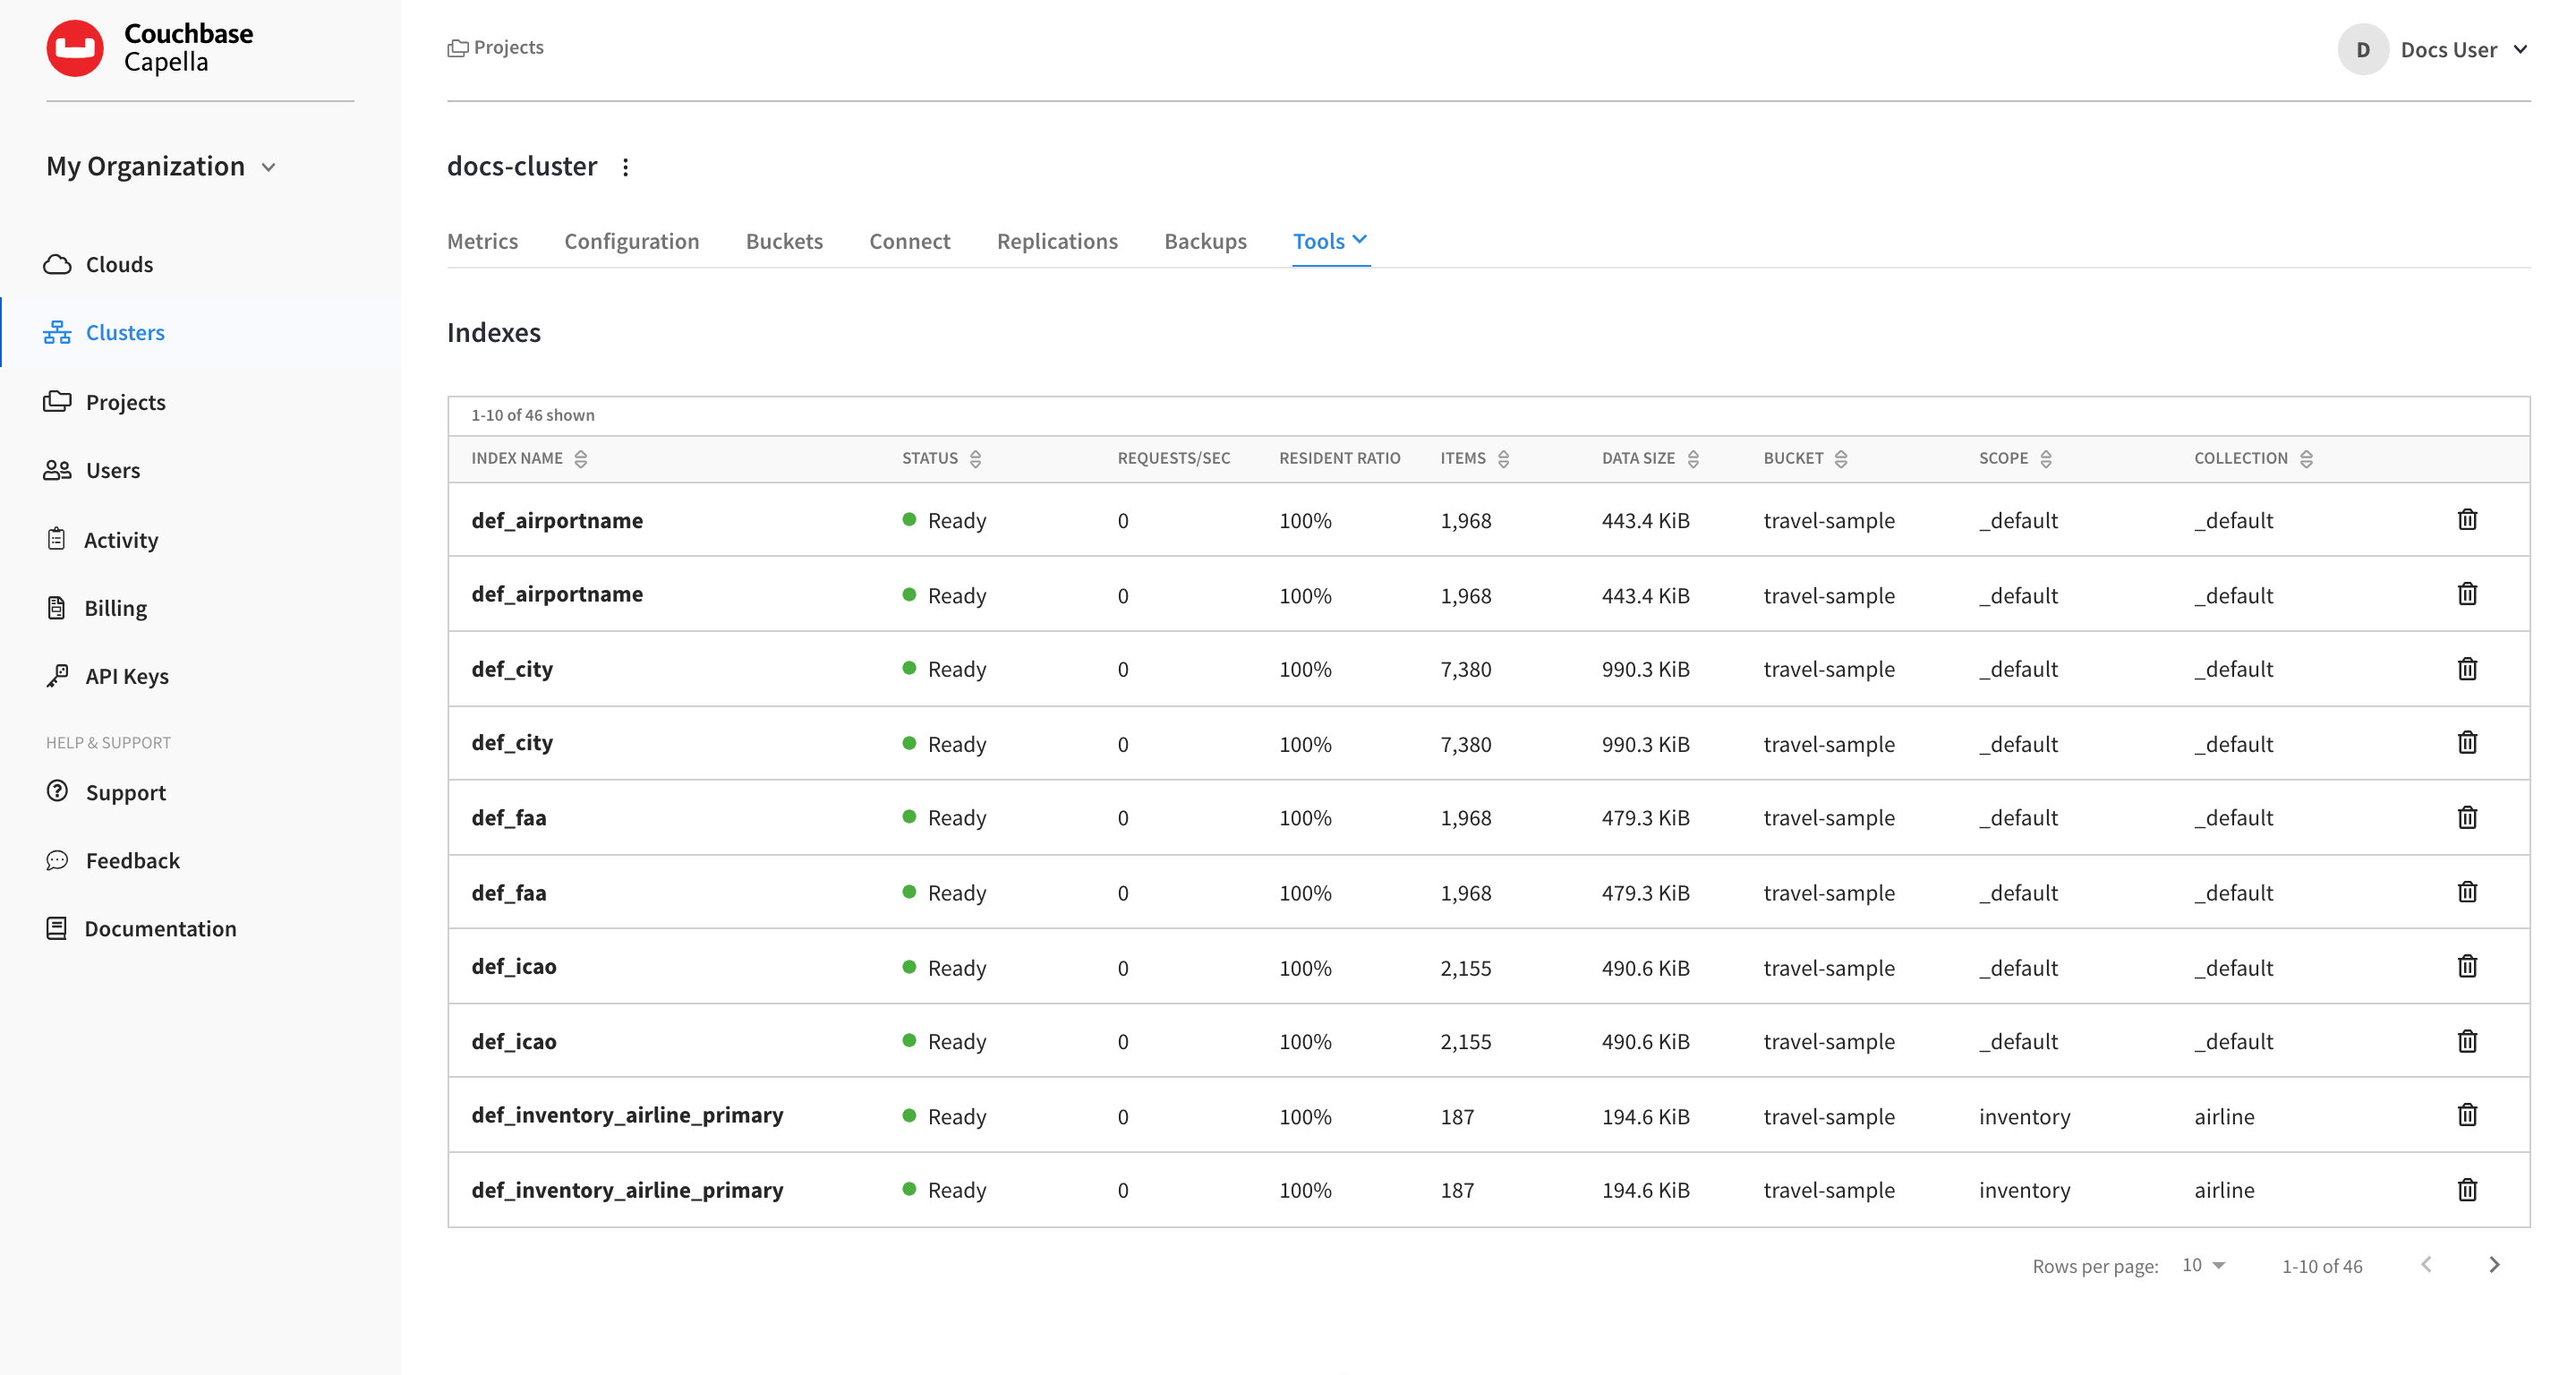 Couchbase
Capella
Projects
D Docs User
My Organization
docs-cluster
Metrics Configuration Buckets Connect Replications Backups Tools
Clouds
Clusters
Projects
Users
Activity
Billing
API Keys
HELP & SUPPORT
Support
Feedback
Documentation
Indexes
1-10 of 46 shown
INDEX NAME STATUS REQUESTS/SEC RESIDENT RATIO ITEMS DATA SIZE BUCKET SCOPE COLLECTION
def_airportname Ready 0 100% 1,968 443.4 KiB travel-sample _default _default
def_airportname Ready 0 100% 1,968 443.4 KiB travel-sample _default _default
def_city Ready 0 100% 7,380 990.3 KiB travel-sample _default _default
def_city Ready 0 100% 7,380 990.3 KiB travel-sample _default _default
def_faa Ready 0 100% 1,968 479.3 KiB travel-sample _default _default
def_faa Ready 0 100% 1,968 479.3 KiB travel-sample _default _default
def_icao Ready 0 100% 2,155 490.6 KiB travel-sample _default _default
def_icao Ready 0 100% 2,155 490.6 KiB travel-sample _default _default
def_inventory_airline_primary Ready 0 100% 187 194.6 KiB travel-sample inventory airline
def_inventory_airline_primary Ready 0 100% 187 194.6 KiB travel-sample inventory airline
Rows per page: 10 1-10 of 46